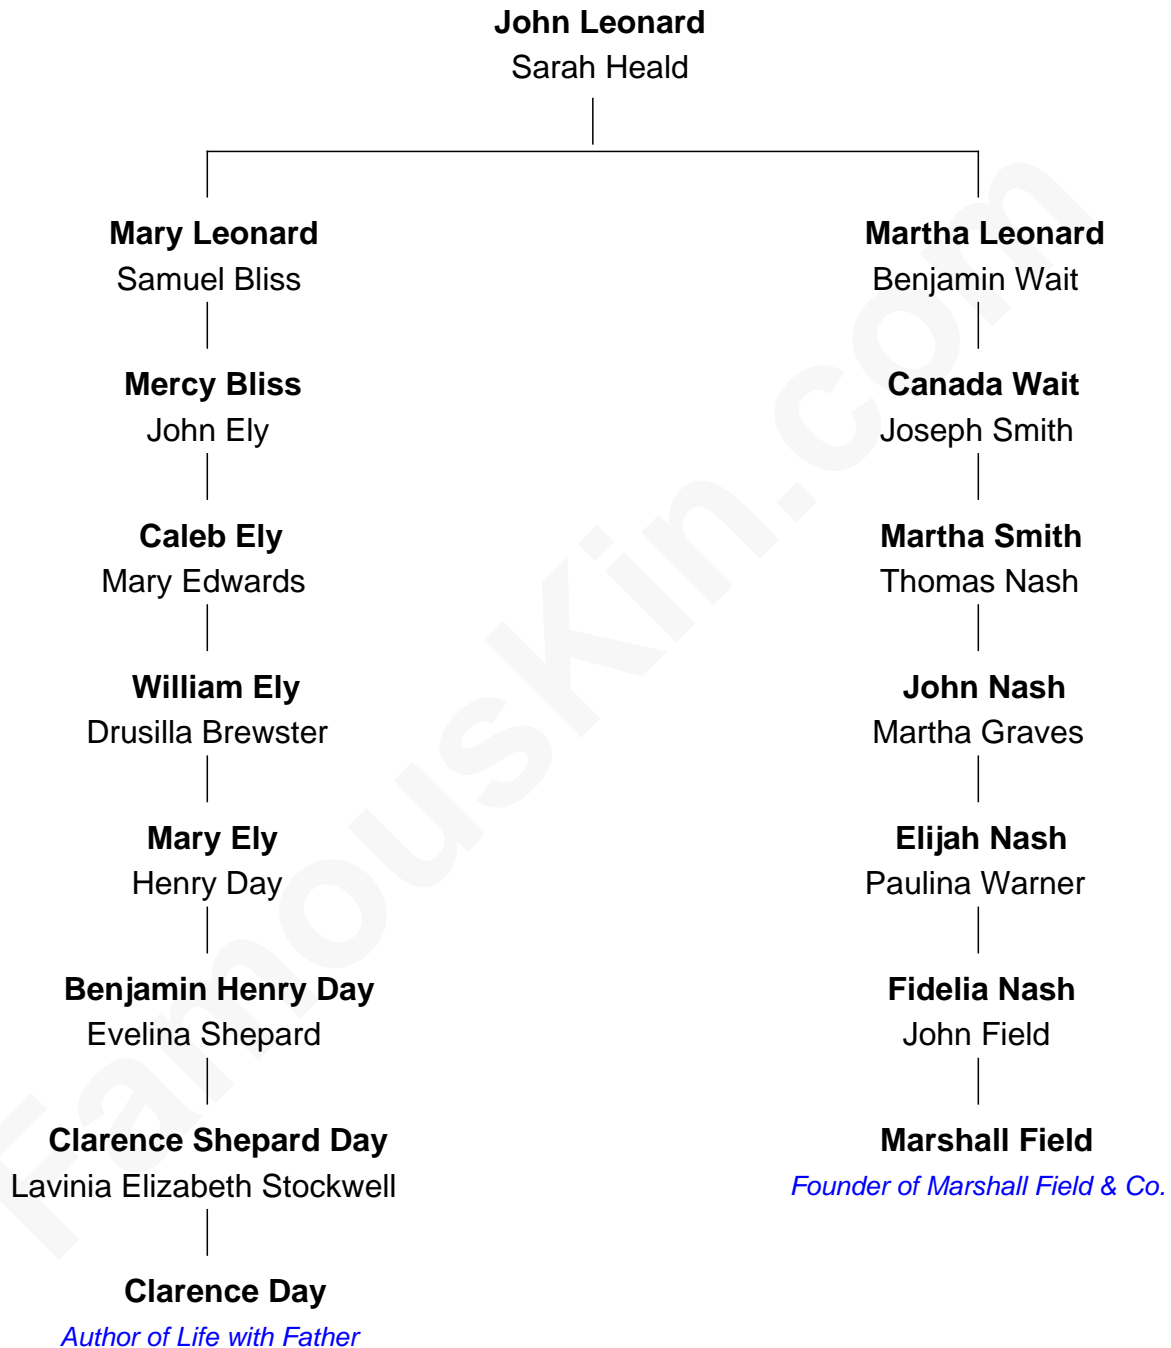 John Leonard
Sarah Heald
Mary Leonard
Samuel Bliss
Martha Leonard
Benjamin Wait
Mercy Bliss
John Ely
Canada Wait
Joseph Smith
Caleb Ely
Mary Edwards
Martha Smith
Thomas Nash
William Ely
Drusilla Brewster
John Nash
Martha Graves
Mary Ely
Henry Day
Elijah Nash
Paulina Warner
Benjamin Henry Day
Evelina Shepard
Fidelia Nash
John Field
Clarence Shepard Day
Lavinia Elizabeth Stockwell
Marshall Field
Founder of Marshall Field & Co.
Clarence Day
Author of Life with Father
FamousKin.com